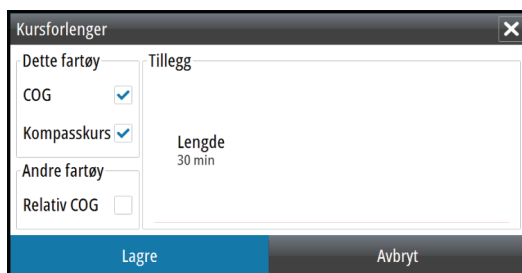 Kursforlenger
Dette fartøy
COG
Kompasskurs
Andre fartøy
Relativ COG
Tillegg
Lengde
30 min
Lagre
Avbryt